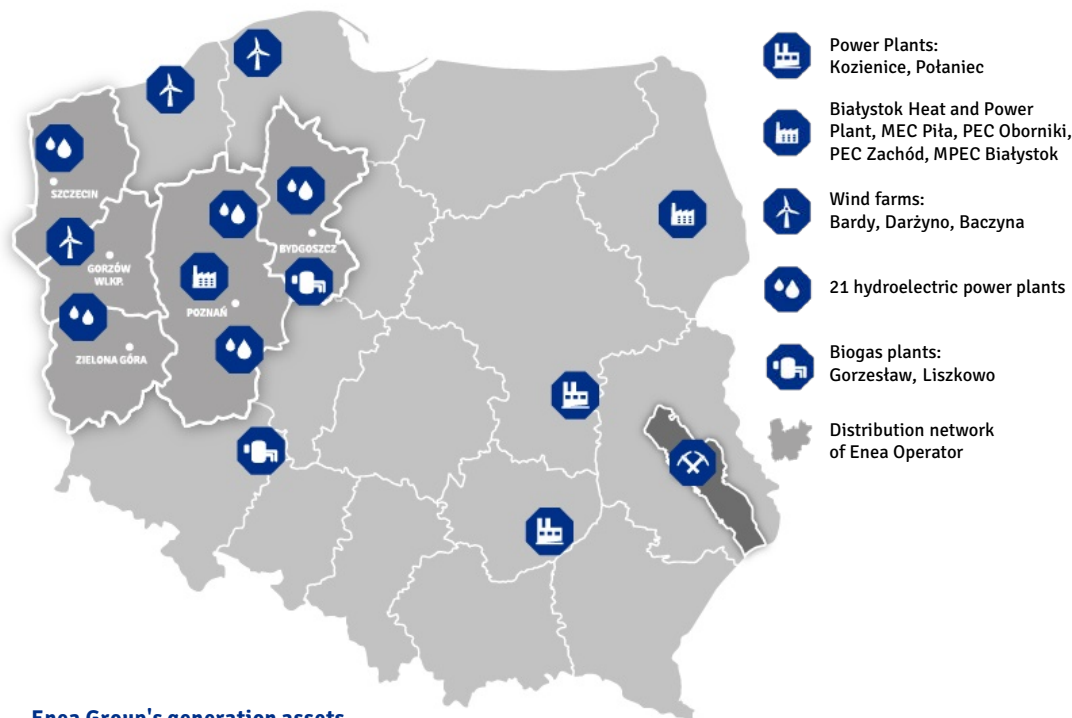 SZCZECIN
GORZÓW
WLKP.
ZIELONA GÓRA
POZNAŃ
BYDGOSZCZ
Power Plants:
Kozienice, Połaniec
Białystok Heat and Power
Plant, MEC Piła, PEC Oborniki,
PEC Zachód, MPEC Białystok
Wind farms:
Bardy, Darżyno, Baczyna
21 hydroelectric power plants
Biogas plants:
Gorzesław, Liszkowo
Distribution network
of Enea Operator
Enea Group's generation assets